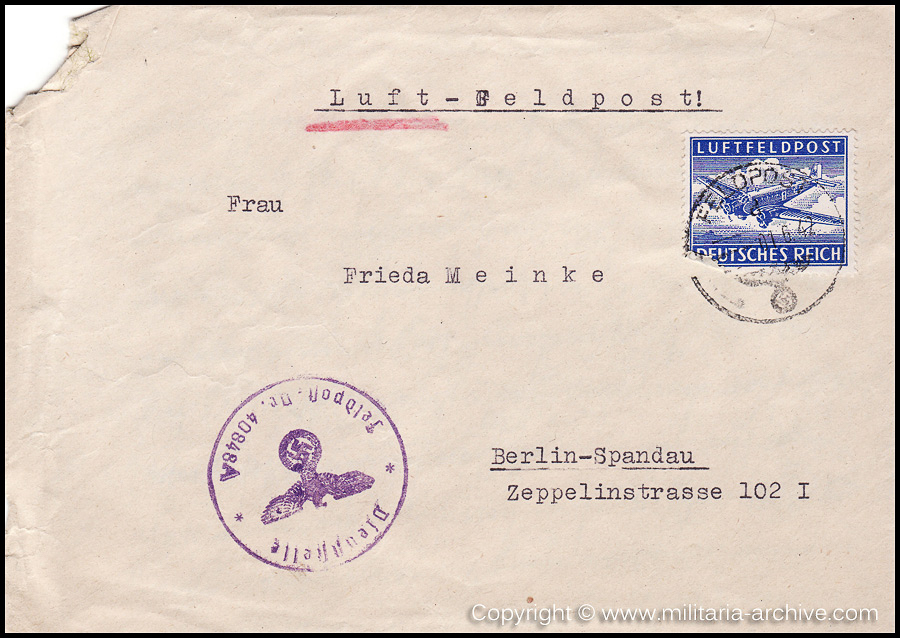 Luft-Feldpost!
LUFTFELDPOST
DEUTSCHES REICH
Frau
Frieda Meinke
Feldpost-Nr. 40848A
* Dienststelle *
Berlin-Spandau
Zeppelinstrasse 102 I
Copyright © www.militaria-archive.com